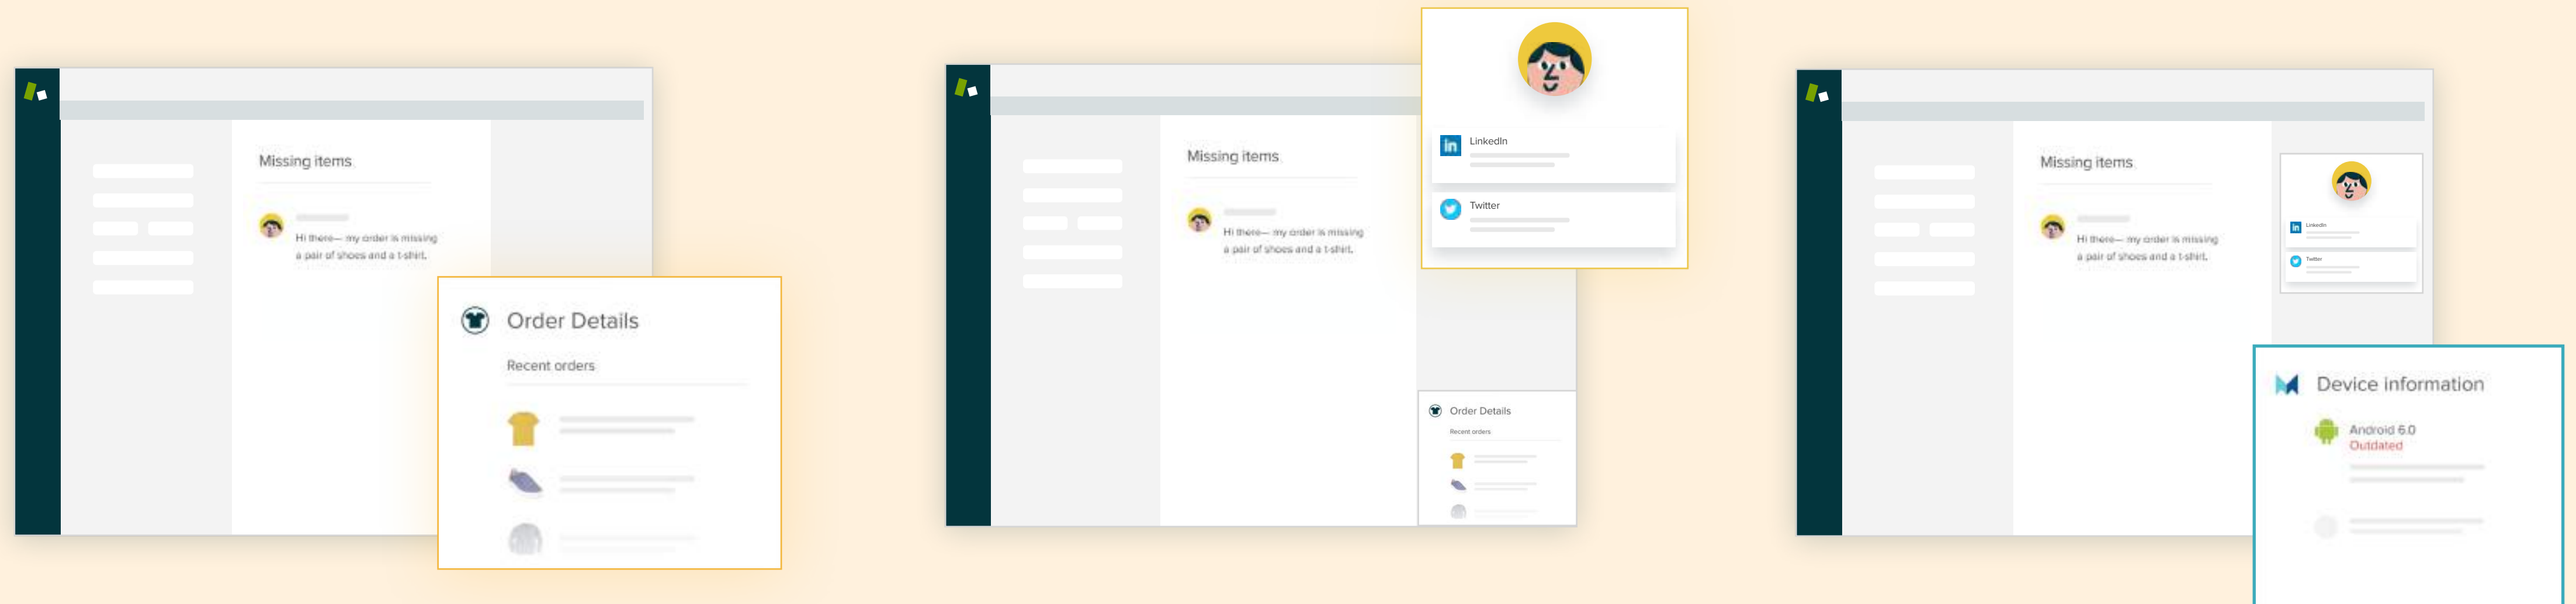 Missing items
Hi there— my order is missing
a pair of shoes and a t-shirt.
Order Details
Recent orders
Missing items
Hi there— my order is missing
a pair of shoes and a t-shirt.
in
LinkedIn
Twitter
Order Details
Recent orders
Missing items
Hi there— my order is missing
a pair of shoes and a t-shirt.
in
LinkedIn
Twitter
Device information
Android 6.0
Outdated